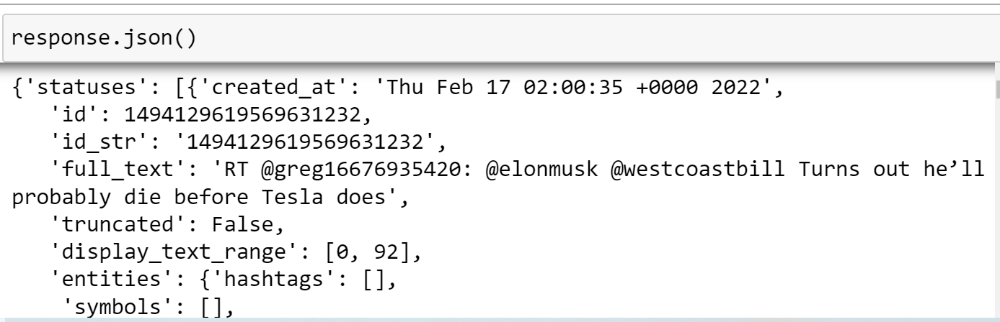 response.json()
{'statuses': [{'created_at': 'Thu Feb 17 02:00:35 +0000 2022',
   'id': 1494129619569631232,
   'id_str': '1494129619569631232',
   'full_text': 'RT @greg16676935420: @elonmusk @westcoastbill Turns out he’ll
probably die before Tesla does',
   'truncated': False,
   'display_text_range': [0, 92],
   'entities': {'hashtags': [],
    'symbols': [],